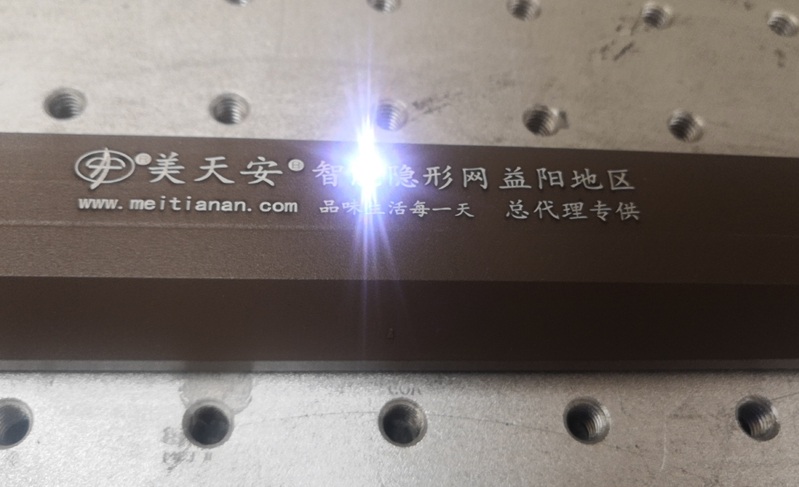 美天安® 智 隐形网 益阳地区
www.meitianan.com 品味生活每一天 总代理专供